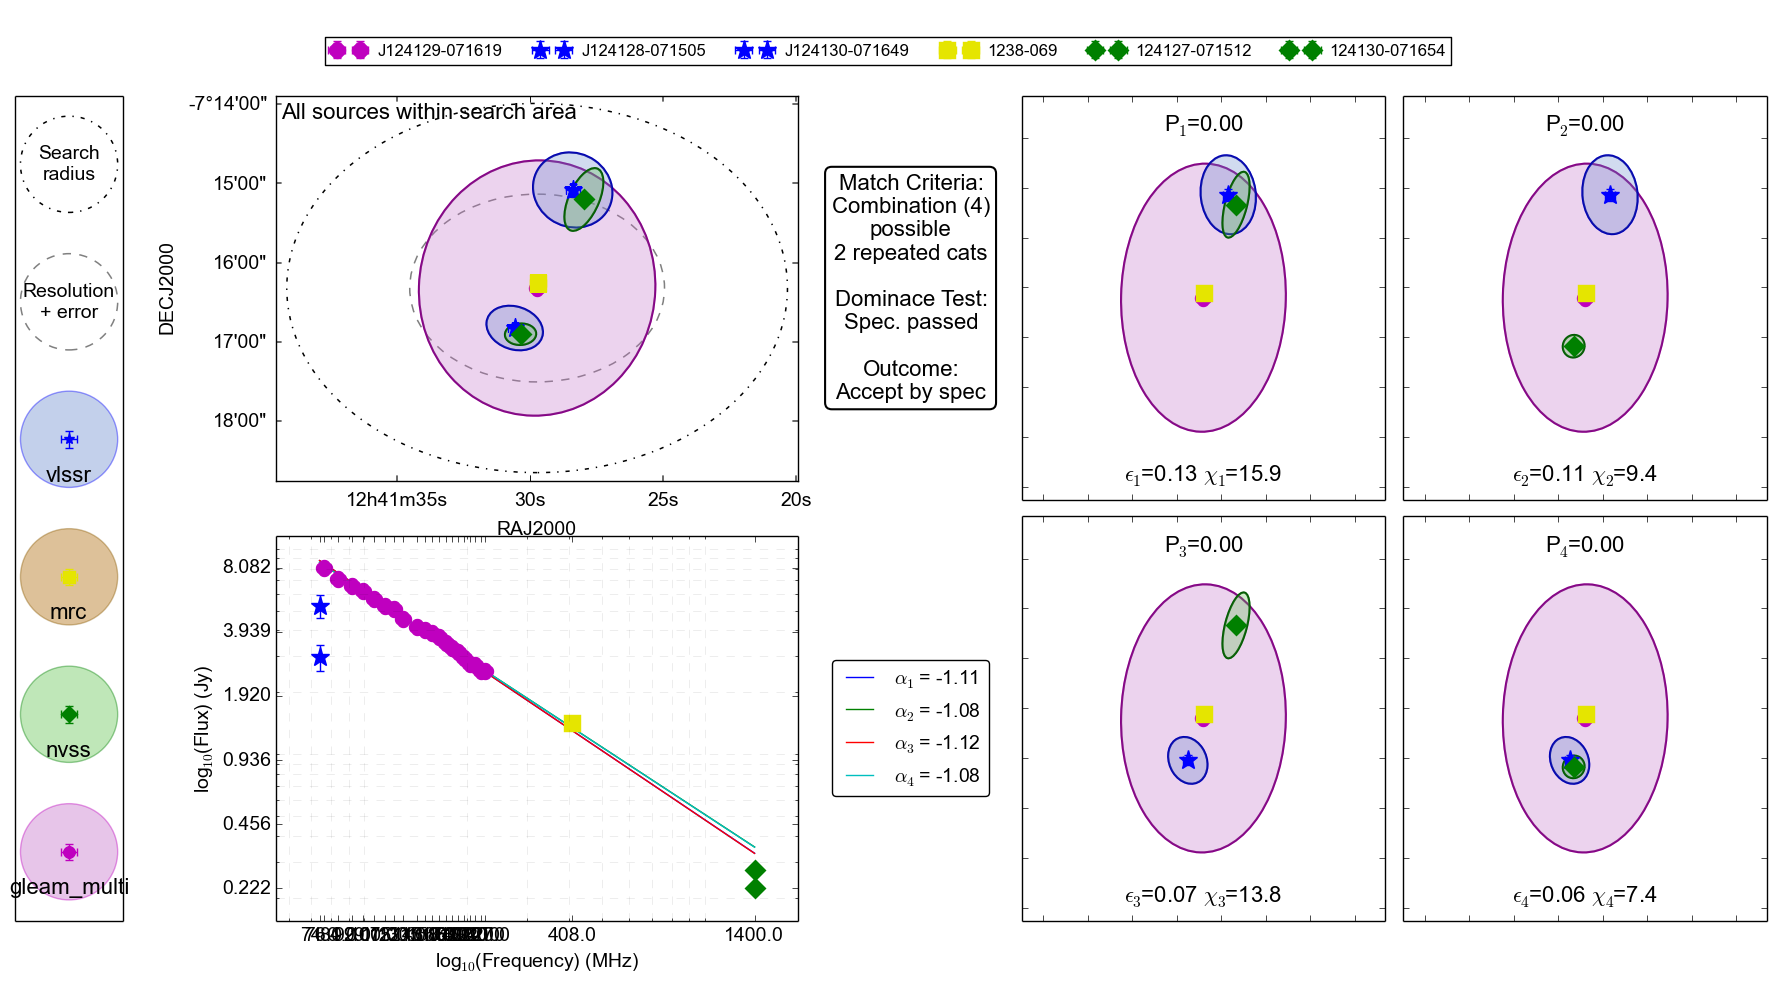 J124129-071619 J124128-071505 J124130-071649 1238-069 124127-071512 124130-071654
Search
radius
Resolution
+ error
vlssr
mrc
nvss
gleam_multi
All sources within search area
-7°14'00"
15'00"
16'00"
17'00"
18'00"
DECJ2000
12h41m35s 30s 25s 20s
RAJ2000
Match Criteria:
Combination (4)
possible
2 repeated cats
Dominace Test:
Spec. passed
Outcome:
Accept by spec
P₁=0.00
ϵ₁=0.13 χ₁=15.9
P₂=0.00
ϵ₂=0.11 χ₂=9.4
8.082
3.939
1.920
0.936
0.456
0.222
log₁₀(Flux) (Jy)
408.0 1400.0
log₁₀(Frequency) (MHz)
α₁ = -1.11
α₂ = -1.08
α₃ = -1.12
α₄ = -1.08
P₃=0.00
ϵ₃=0.07 χ₃=13.8
P₄=0.00
ϵ₄=0.06 χ₄=7.4